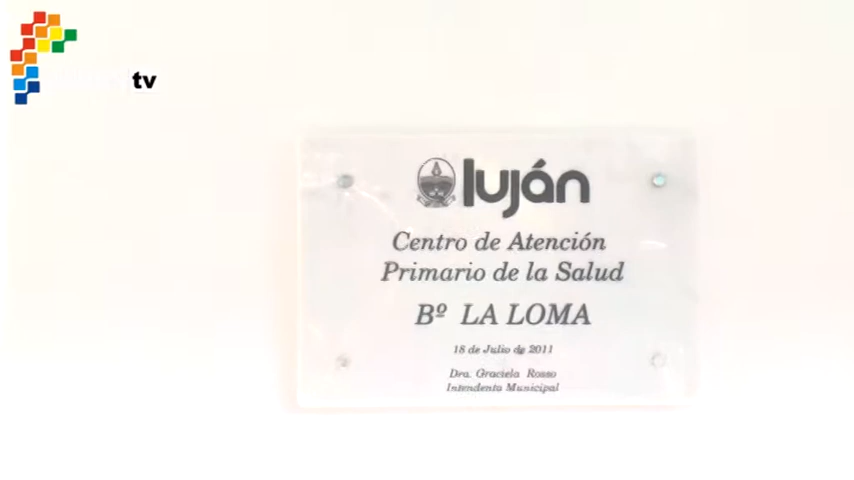 tv
luján
Centro de Atención
Primario de la Salud
Bº LA LOMA
18 de Julio de 2011
Dra. Graciela Rosso
Intendenta Municipal